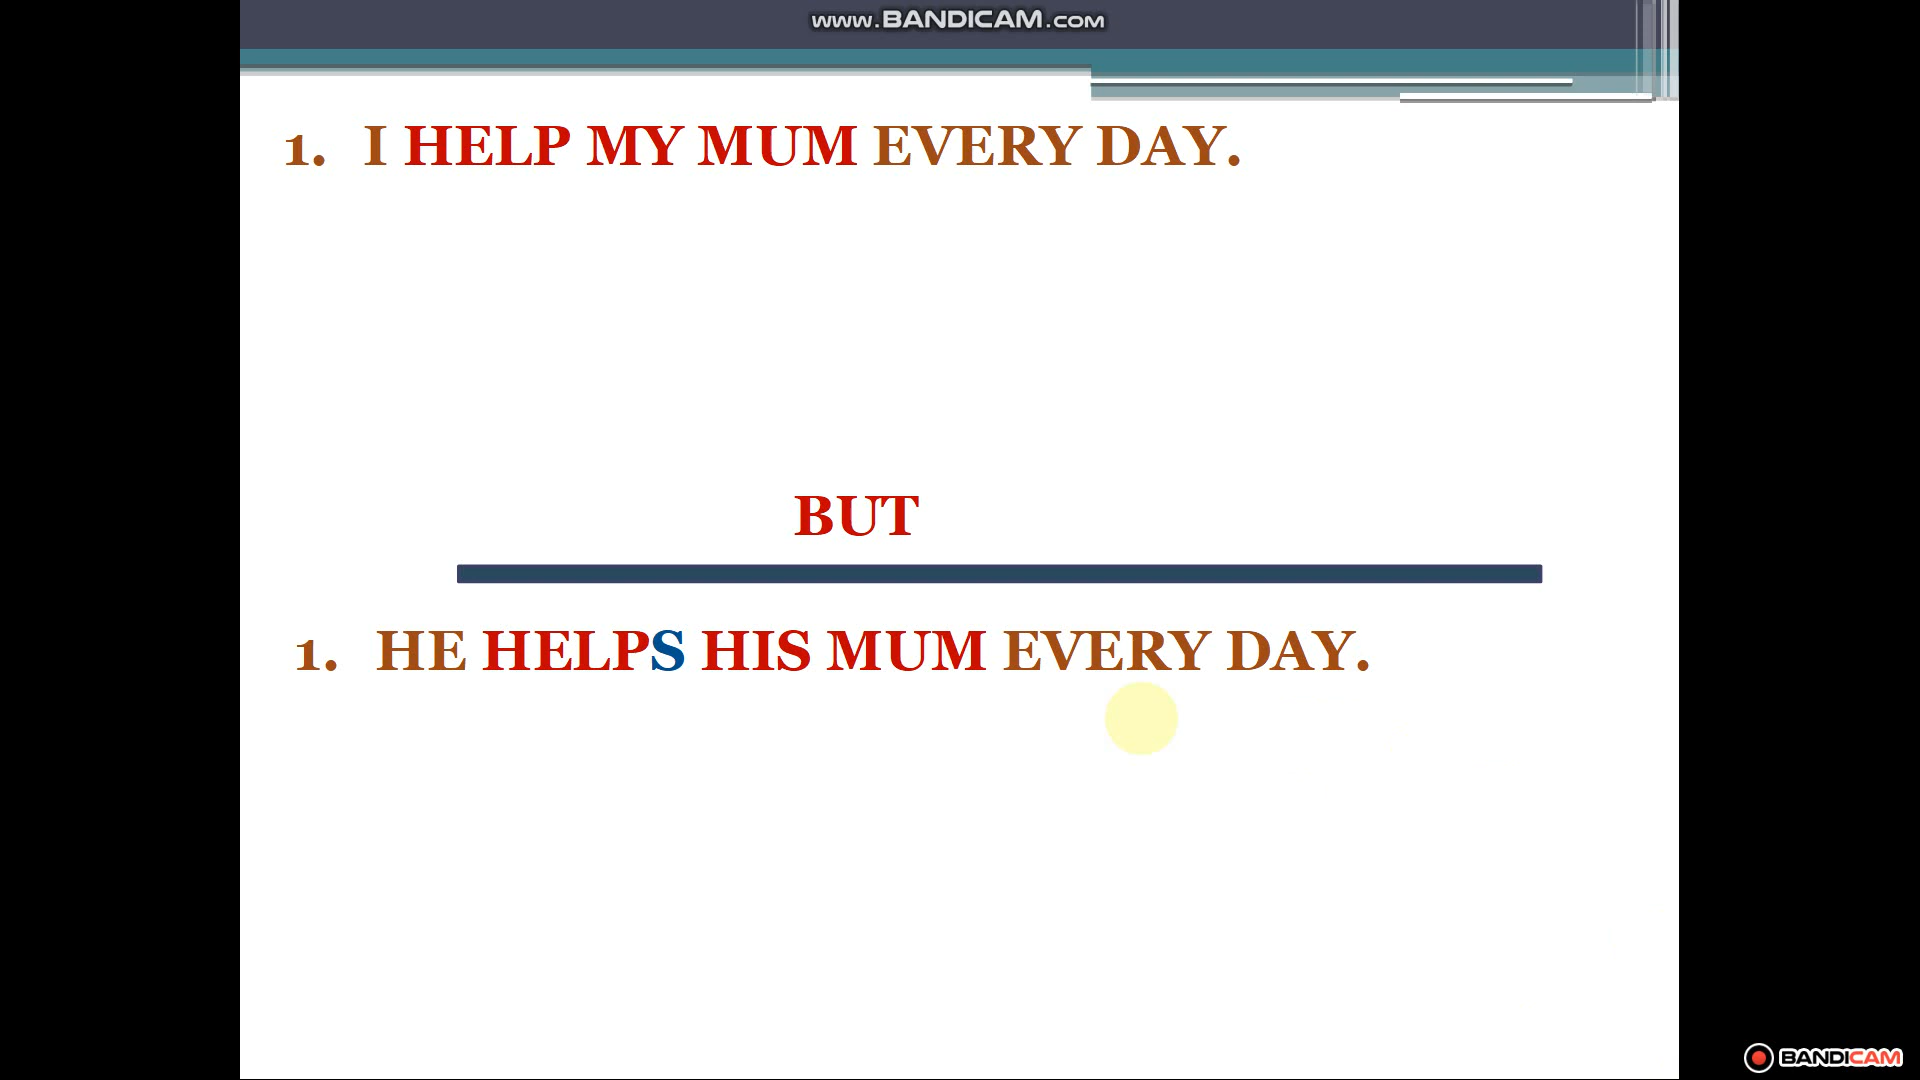 www.BANDICAM.com
1. I HELP MY MUM EVERY DAY.
BUT
1. HE HELPS HIS MUM EVERY DAY.
BANDICAM